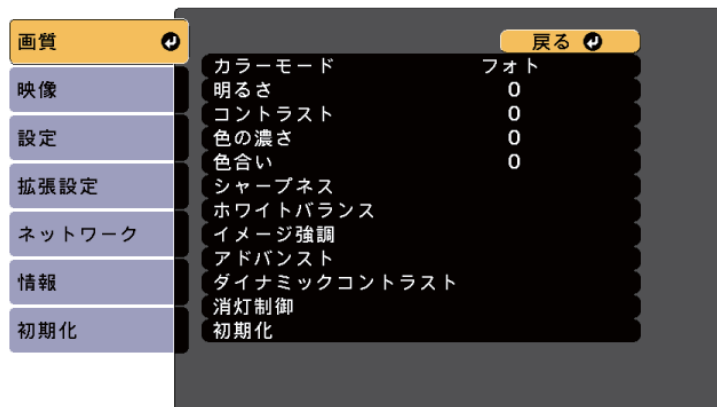 画質
映像
設定
拡張設定
ネットワーク
情報
初期化
戻る
カラーモード フォト
明るさ 0
コントラスト 0
色の濃さ 0
色合い 0
シャープネス
ホワイトバランス
イメージ強調
アドバンスト
ダイナミックコントラスト
消灯制御
初期化